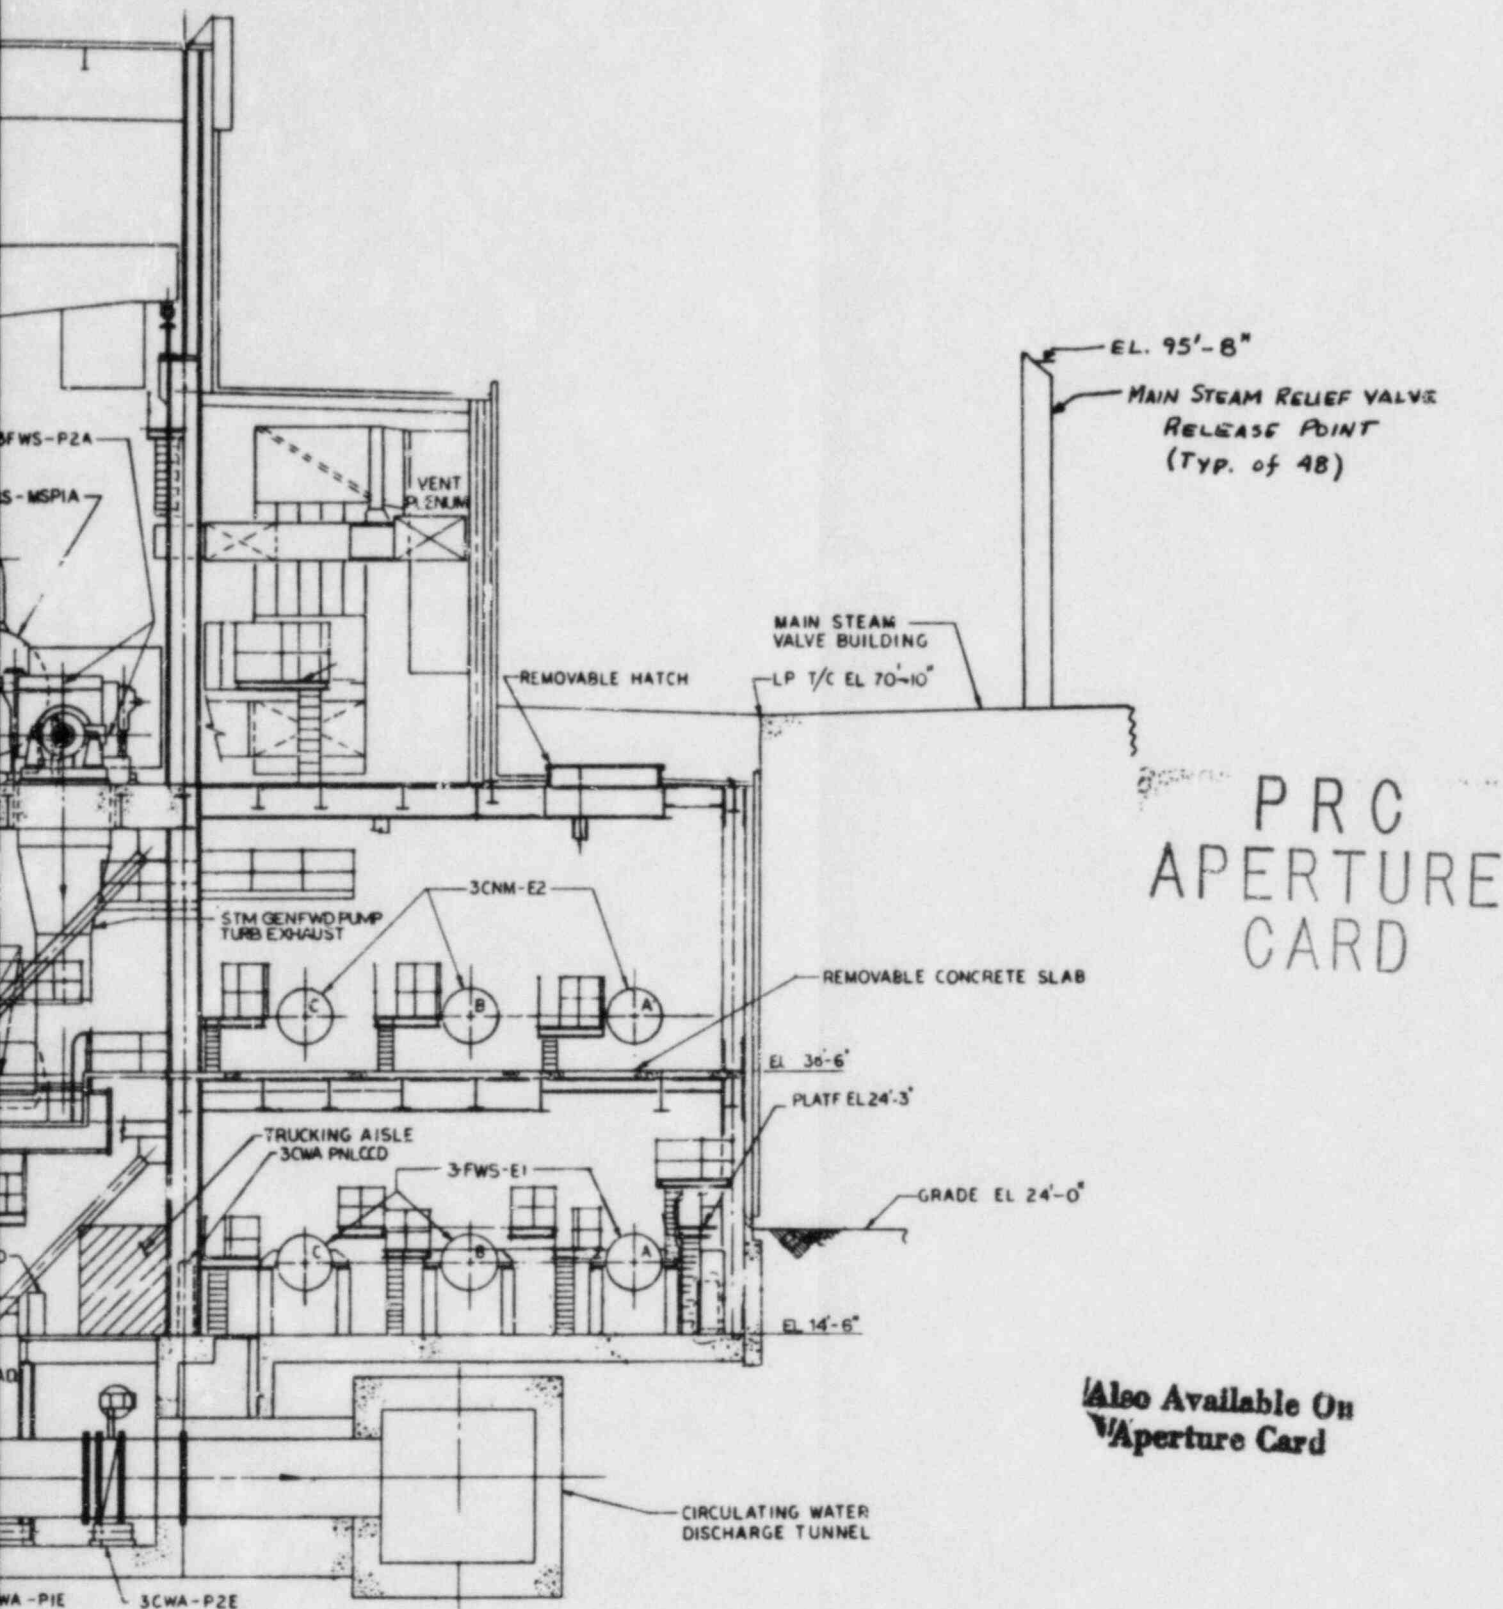 EL. 95'-8"
MAIN STEAM RELIEF VALVE
RELEASE POINT
(TYP. of 48)
3FWS-P2A
S-MSP1A
VENT
PLENUM
MAIN STEAM
VALVE BUILDING
REMOVABLE HATCH
LP T/C EL 70'-10"
PRC
APERTURE
CARD
3CNM-E2
STM GENFWD PUMP
TURB EXHAUST
REMOVABLE CONCRETE SLAB
C
B
A
EL 38'-6"
PLATF EL 24'-3"
TRUCKING AISLE
3CWA PNLCCD
3-FWS-E1
GRADE EL 24'-0"
C
B
A
EL 14'-6"
Also Available On
Aperture Card
CIRCULATING WATER
DISCHARGE TUNNEL
WA-P1E
3CWA-P2E